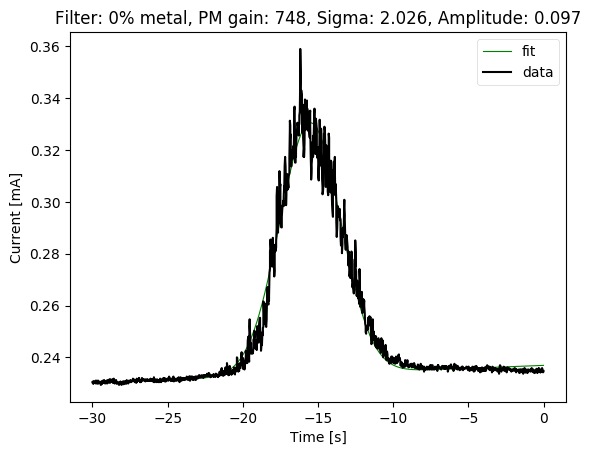 Filter: 0% metal, PM gain: 748, Sigma: 2.026, Amplitude: 0.097
fit
data
0.36
0.34
0.32
0.30
0.28
0.26
0.24
Current [mA]
−30 −25 −20 −15 −10 −5 0
Time [s]